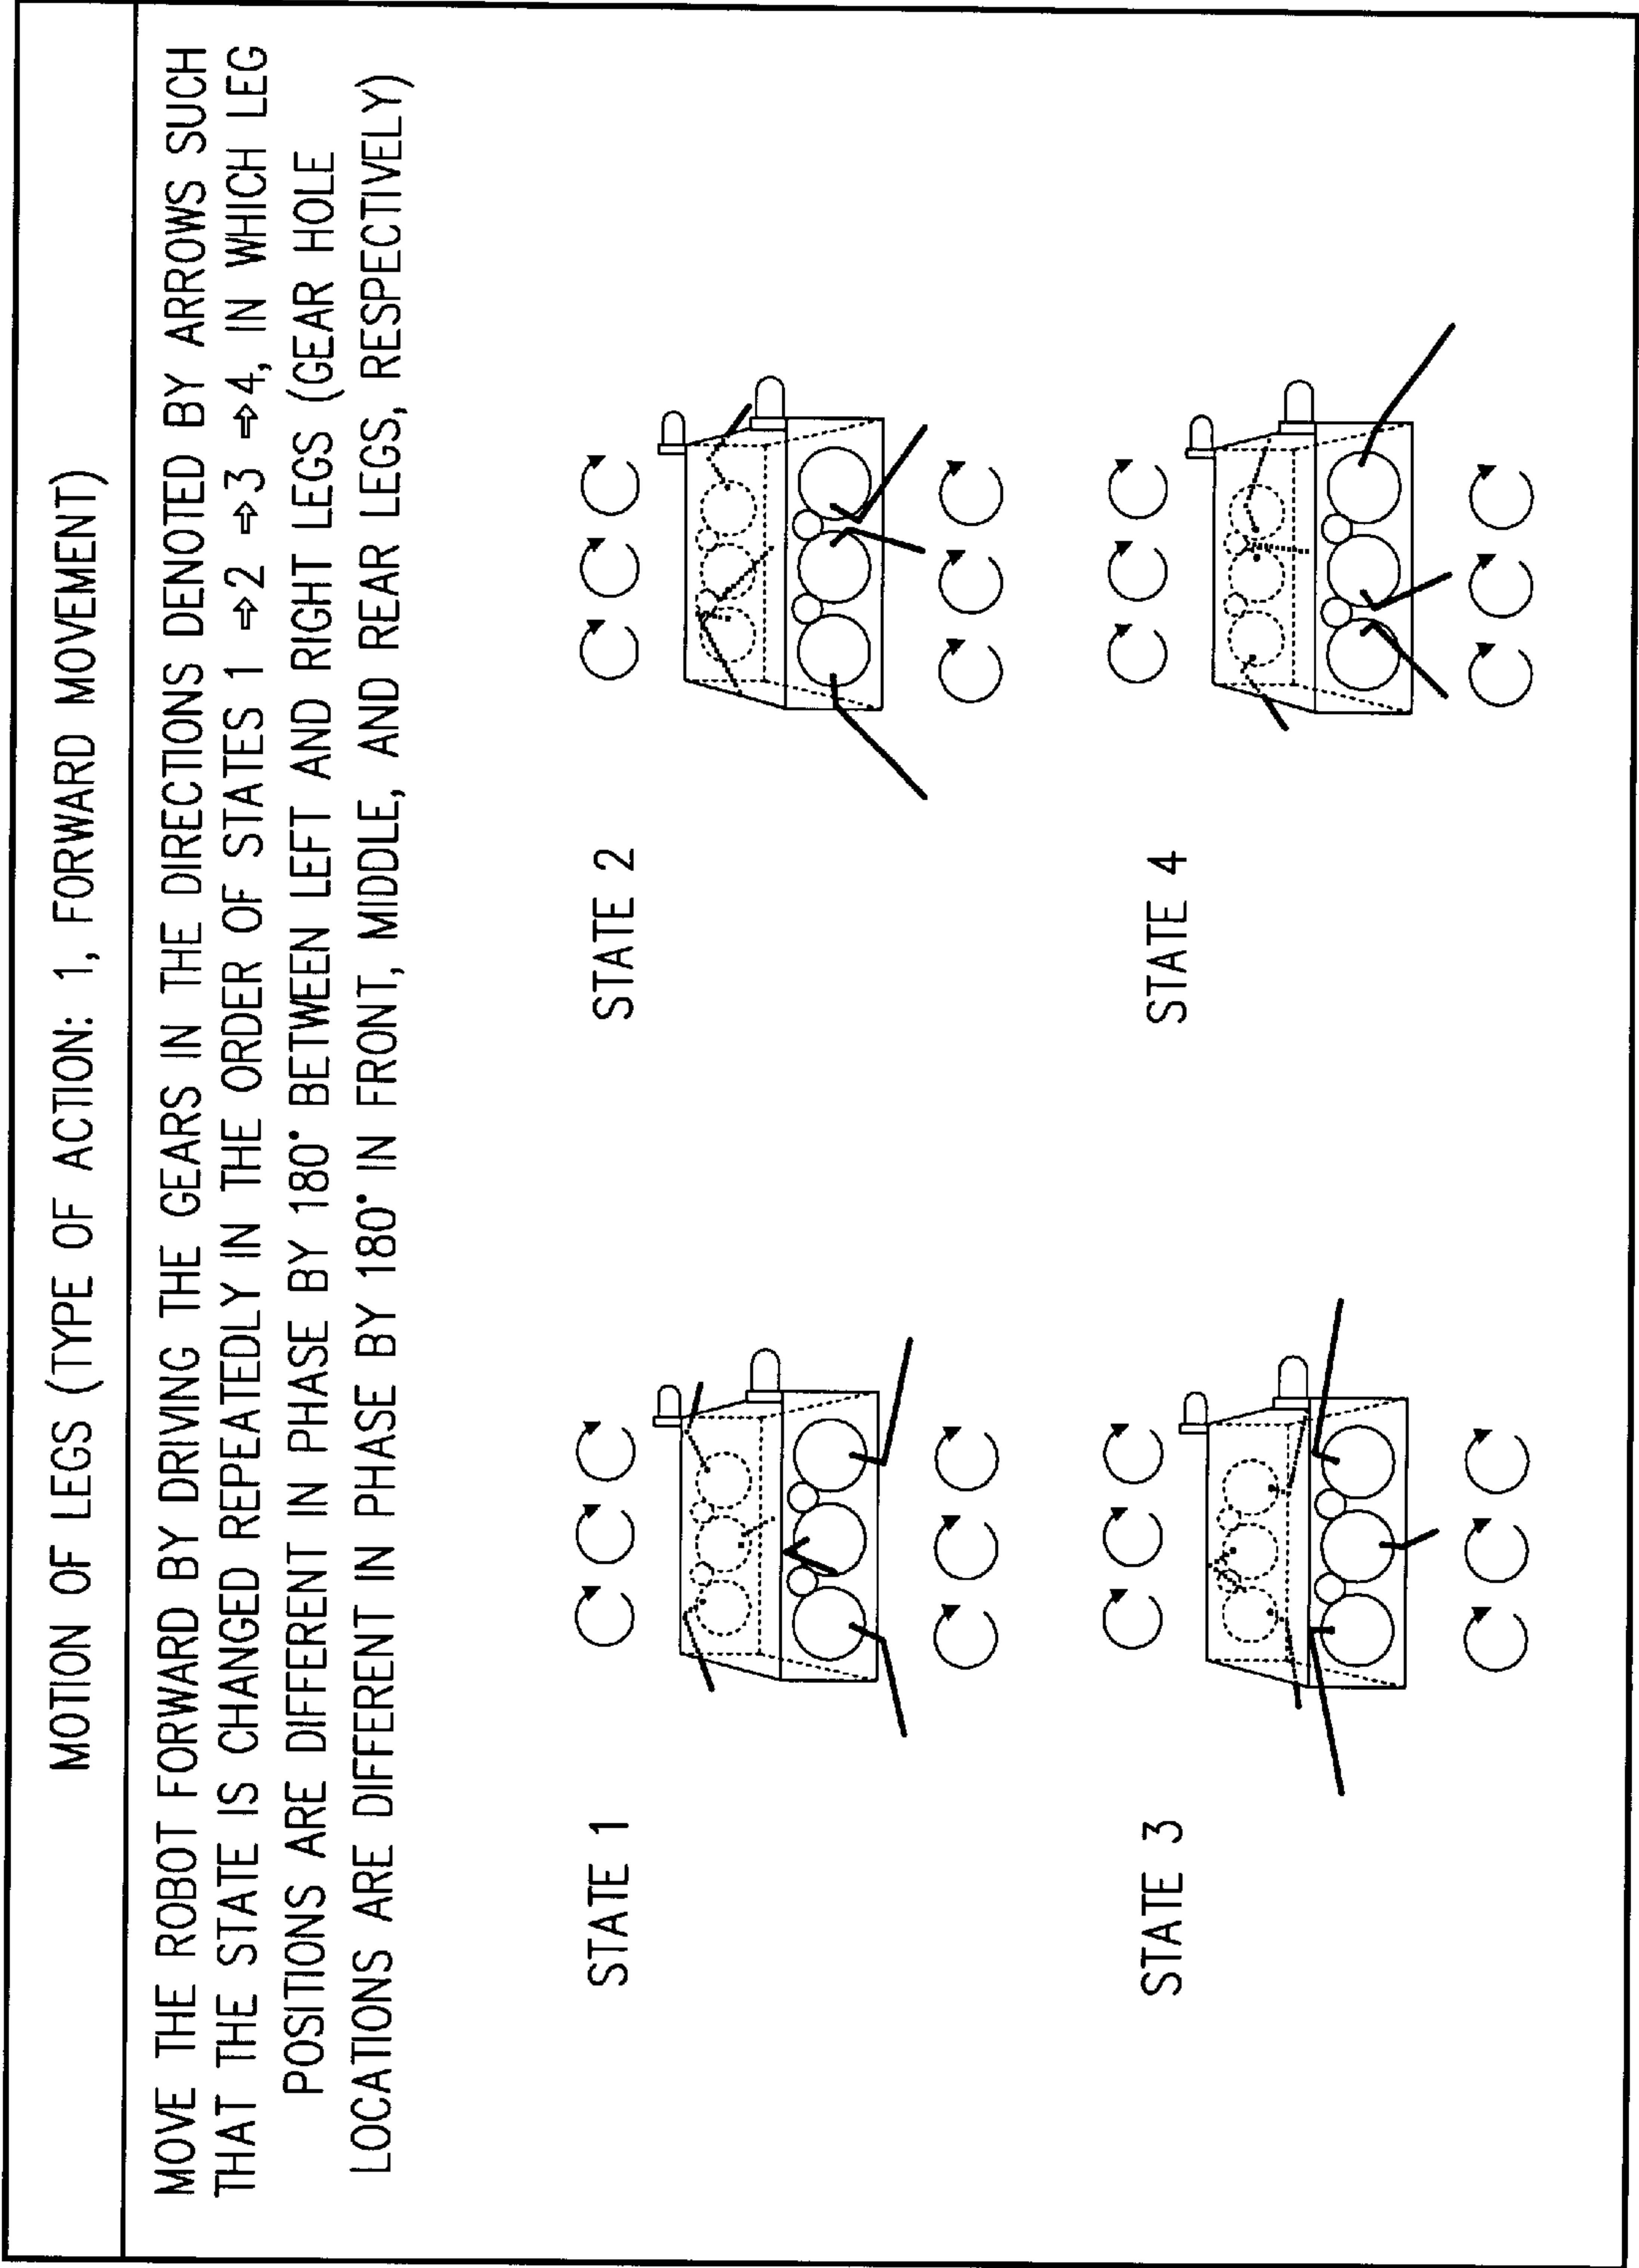 MOTION OF LEGS (TYPE OF ACTION: 1, FORWARD MOVEMENT)
MOVE THE ROBOT FORWARD BY DRIVING THE GEARS IN THE DIRECTIONS DENOTED BY ARROWS SUCH
THAT THE STATE IS CHANGED REPEATEDLY IN THE ORDER OF STATES 1 ⇨2 ⇨3 ⇨4, IN WHICH LEG
POSITIONS ARE DIFFERENT IN PHASE BY 180° BETWEEN LEFT AND RIGHT LEGS (GEAR HOLE
LOCATIONS ARE DIFFERENT IN PHASE BY 180° IN FRONT, MIDDLE, AND REAR LEGS, RESPECTIVELY)
STATE 1
STATE 2
STATE 3
STATE 4